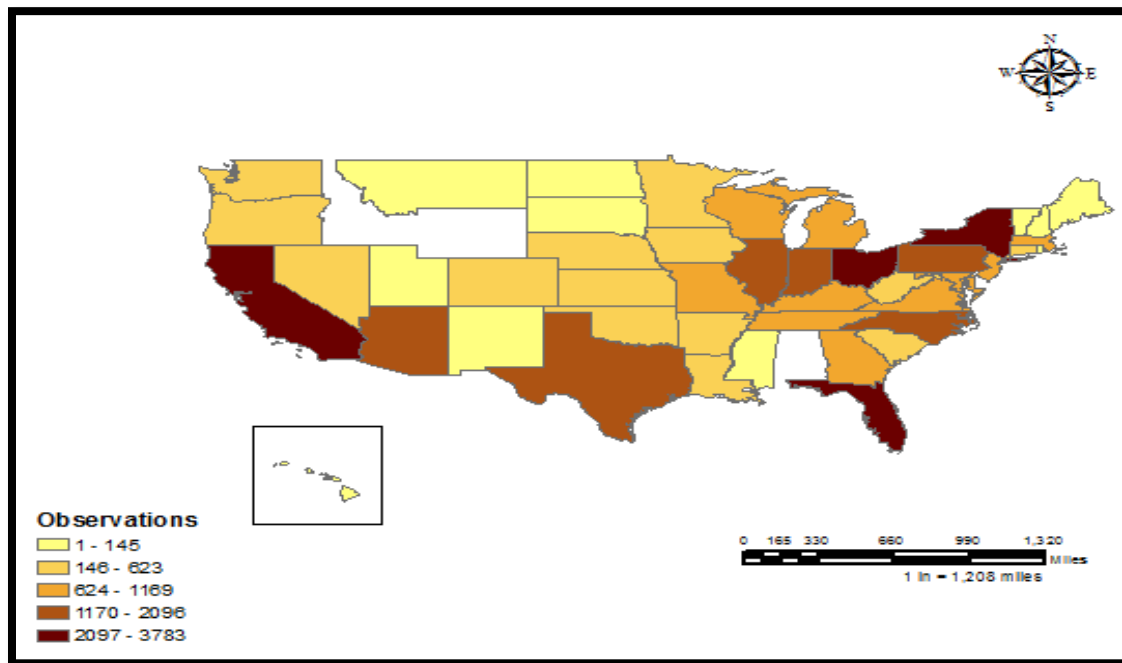 N
W E
S
Observations
1 - 145
146 - 623
624 - 1169
1170 - 2096
2097 - 3783
0 165 330 660 990 1,320
Miles
1 in = 1,208 miles